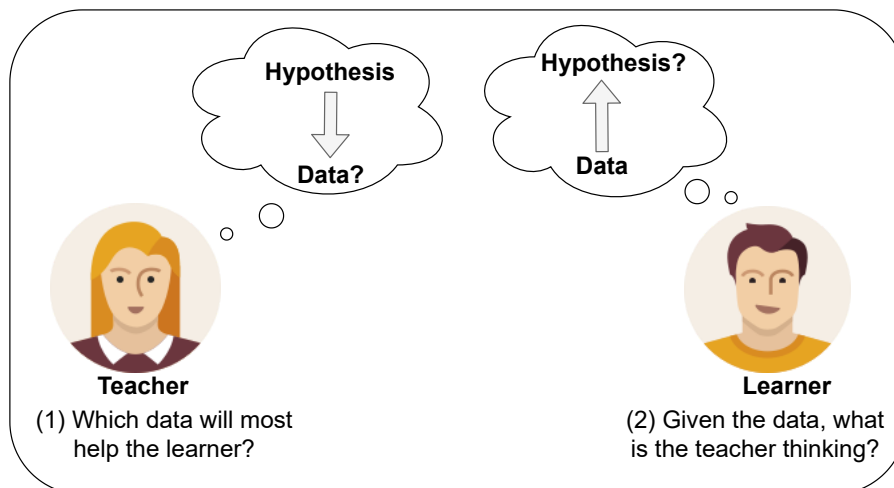 Hypothesis
Data?
Hypothesis?
Data
Teacher
(1) Which data will most
help the learner?
Learner
(2) Given the data, what
is the teacher thinking?